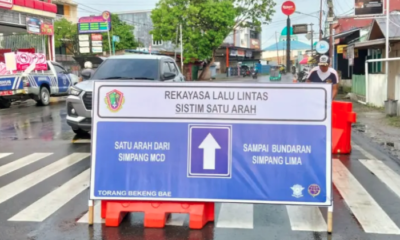 REKAYASA LALU LINTAS
SISTIM SATU ARAH
SATU ARAH DARI
SIMPANG MCD
SAMPAI BUNDARAN
SIMPANG LIMA
TORANG BEKENG BAE